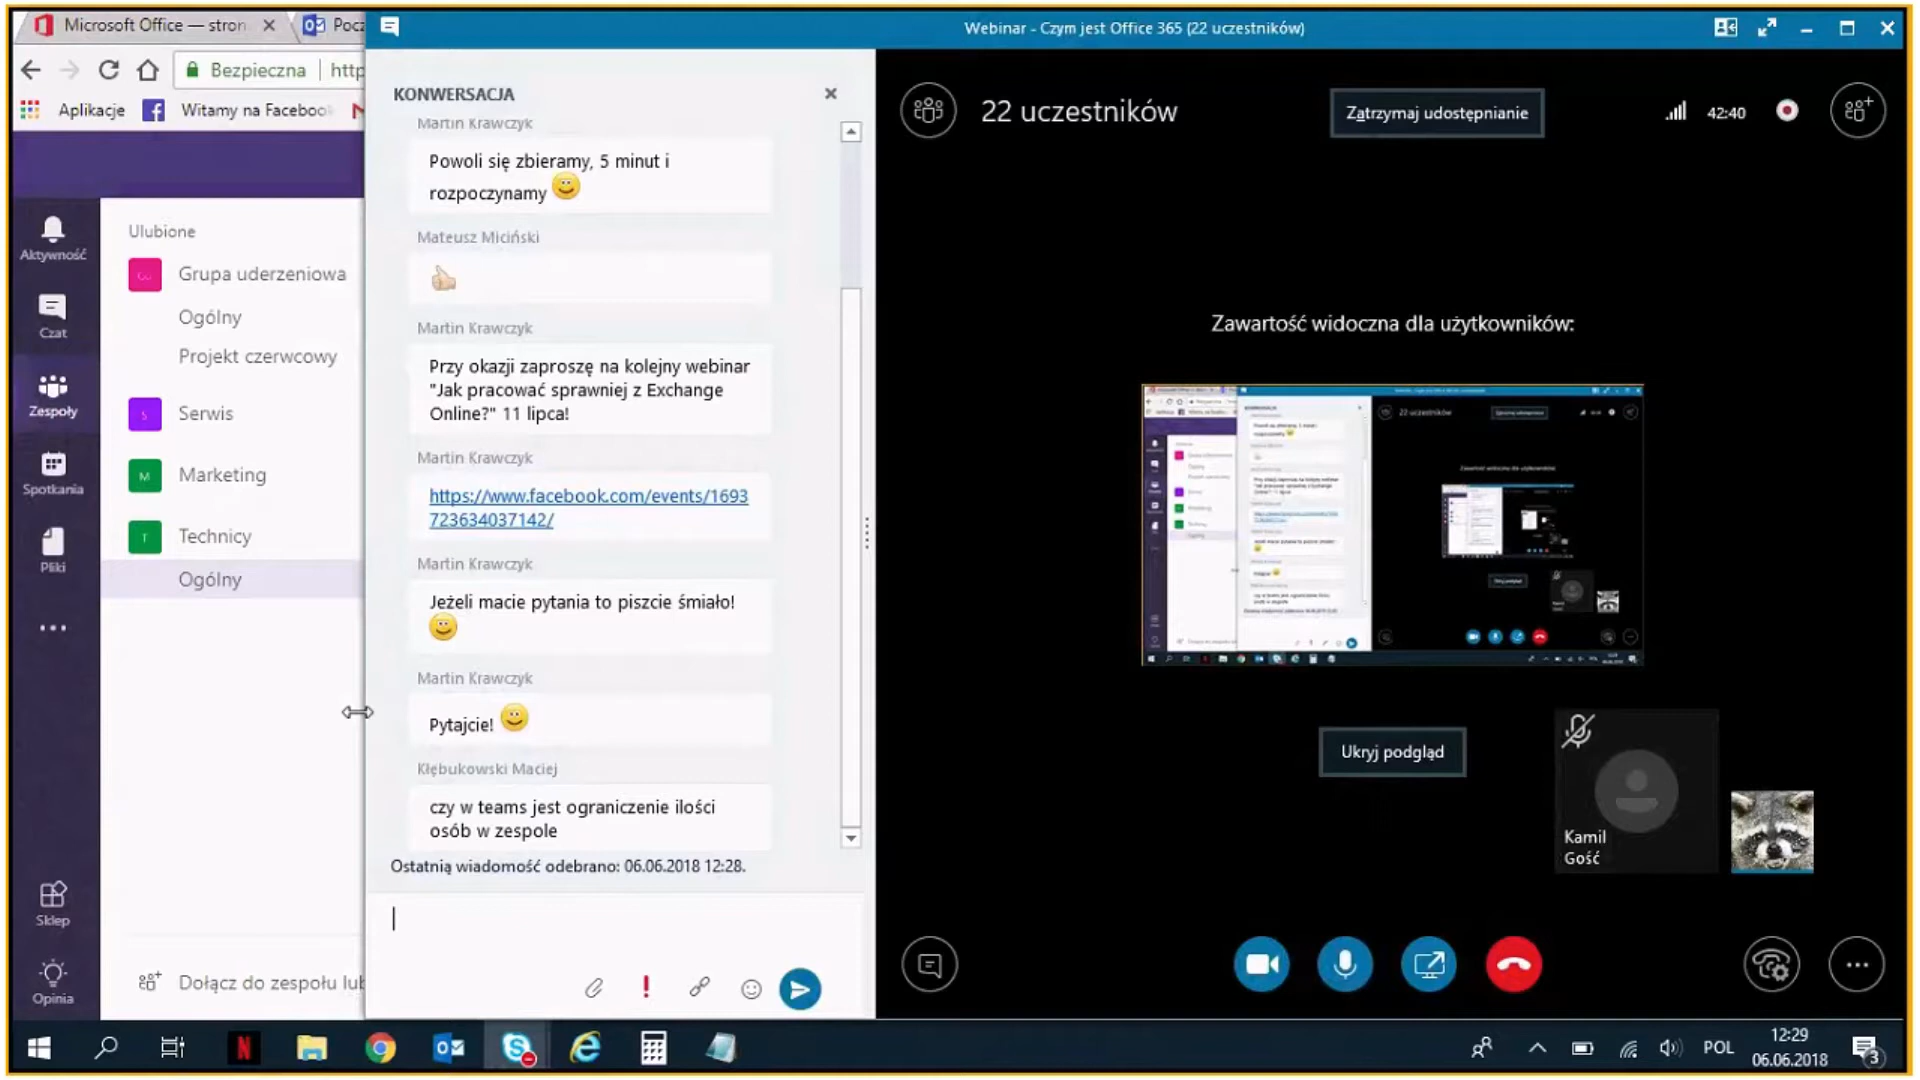 Microsoft Office — stron
Pocz
Webinar - Czym jest Office 365 (22 uczestników)
Bezpieczna
http
Aplikacje
Witamy na Facebook
Aktywność
Czat
Zespoły
Spotkania
Pliki
Sklep
Opinia
Ulubione
Grupa uderzeniowa
Ogólny
Projekt czerwcowy
S
Serwis
M
Marketing
T
Technicy
Ogólny
Dołącz do zespołu lub
KONWERSACJA
Martin Krawczyk
Powoli się zbieramy, 5 minut i
rozpoczynamy
Mateusz Miciński
Martin Krawczyk
Przy okazji zaproszę na kolejny webinar
"Jak pracować sprawniej z Exchange
Online?" 11 lipca!
Martin Krawczyk
https://www.facebook.com/events/1693
723634037142/
Martin Krawczyk
Jeżeli macie pytania to piszcie śmiało!
Martin Krawczyk
Pytajcie!
Kłębukowski Maciej
czy w teams jest ograniczenie ilości
osób w zespole
Ostatnią wiadomość odebrano: 06.06.2018 12:28.
22 uczestników
Zatrzymaj udostępnianie
42:40
Zawartość widoczna dla użytkowników:
Ukryj podgląd
Kamil
Gość
POL
12:29
06.06.2018
3